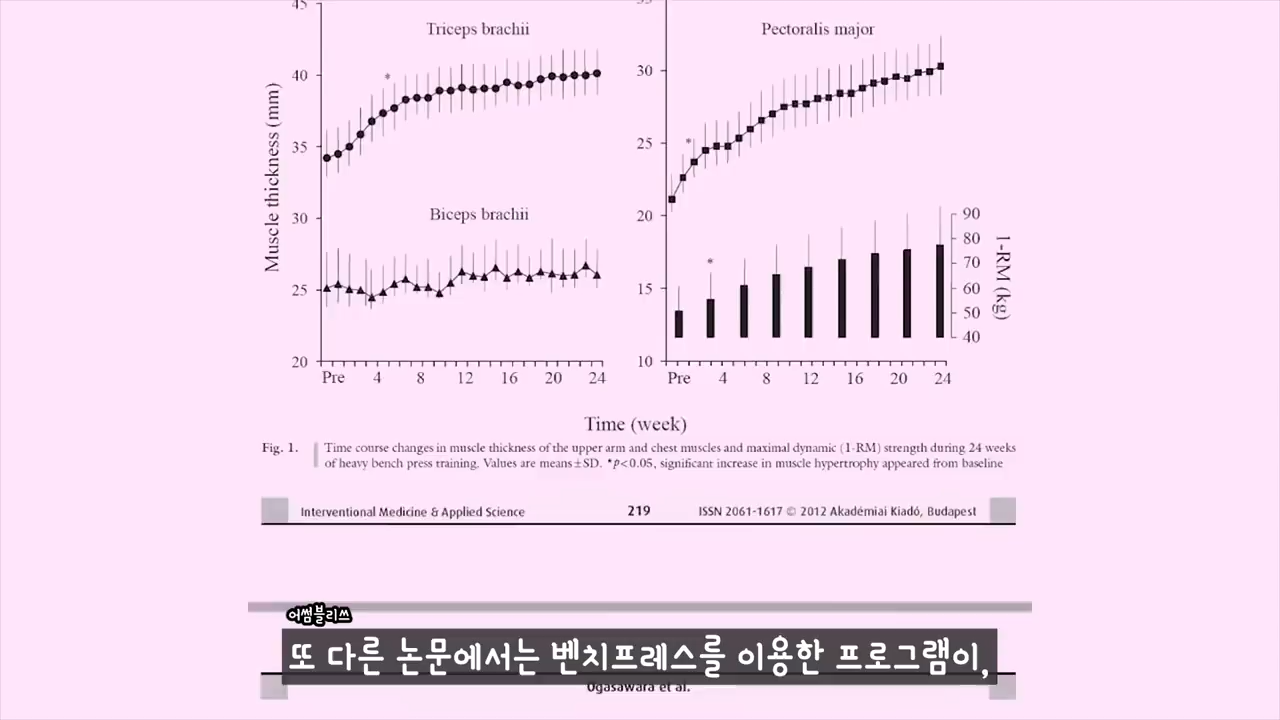 45
Triceps brachii
*
40
35
30
Biceps brachii
25
20
Muscle thickness (mm)
Pre 4 8 12 16 20 24
Pectoralis major
30
*
25
20
15
10
*
90
80
70
60
50
40
1-RM (kg)
Pre 4 8 12 16 20 24
Time (week)
Fig. 1. Time course changes in muscle thickness of the upper arm and chest muscles and maximal dynamic (1-RM) strength during 24 weeks
of heavy bench press training. Values are means±SD. *p<0.05, significant increase in muscle hypertrophy appeared from baseline
Interventional Medicine & Applied Science 219 ISSN 2061-1617 © 2012 Akadémiai Kiadó, Budapest
어썸블리쓰
또 다른 논문에서는 벤치프레스를 이용한 프로그램이,
Ogasawara et al.